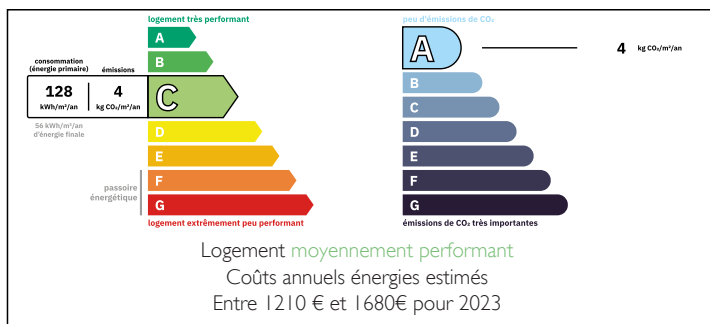 logement très performant
A
B
consommation
(énergie primaire)
émissions
128
kWh/m²/an
4
kg CO₂/m²/an
C
56 kWh/m²/an
d'énergie finale
D
E
F
G
passoire
énergétique
logement extrêmement peu performant
peu d'émissions de CO₂
A
4 kg CO₂/m²/an
B
C
D
E
F
G
émissions de CO₂ très importantes
Logement moyennement performant
Coûts annuels énergies estimés
Entre 1210 € et 1680€ pour 2023